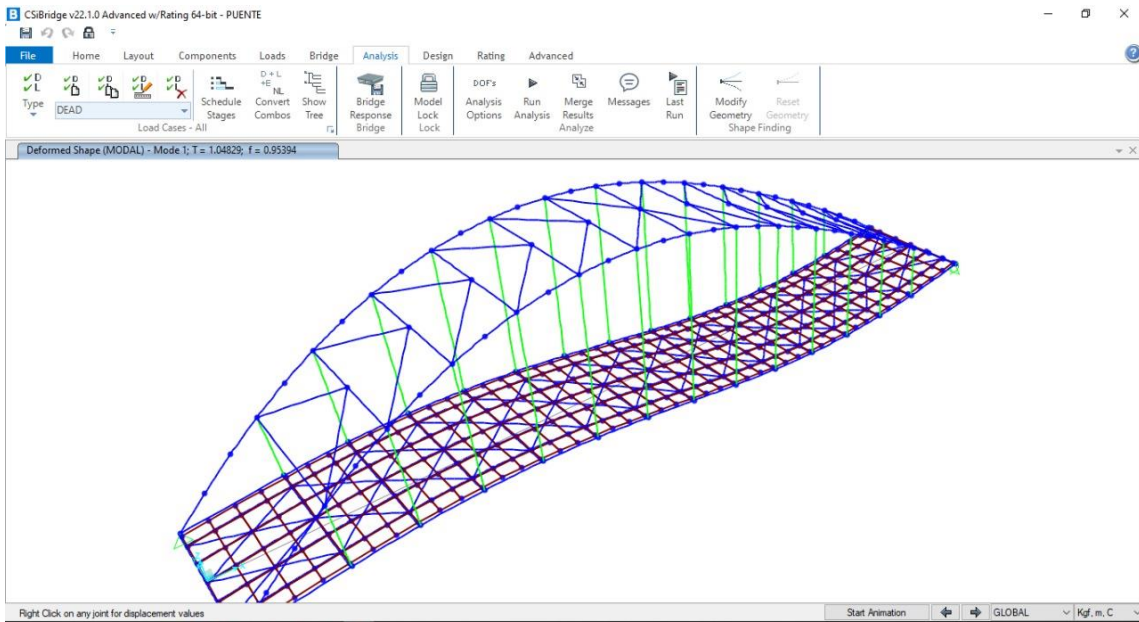 B CSiBridge v22.1.0 Advanced w/Rating 64-bit - PUENTE
File Home Layout Components Loads Bridge Analysis Design Rating Advanced
Type
DEAD
Schedule Stages
D + L +E NL
Convert Combos
Show Tree
Load Cases - All
Bridge Response
Bridge
Model Lock
Lock
DOF's
Analysis Options
Run Analysis
Merge Results
Messages
Last Run
Analyze
Modify Geometry
Reset Geometry
Shape Finding
Deformed Shape (MODAL) - Mode 1; T = 1.04829; f = 0.95394
Right Click on any joint for displacement values
Start Animation
GLOBAL
Kgf, m, C